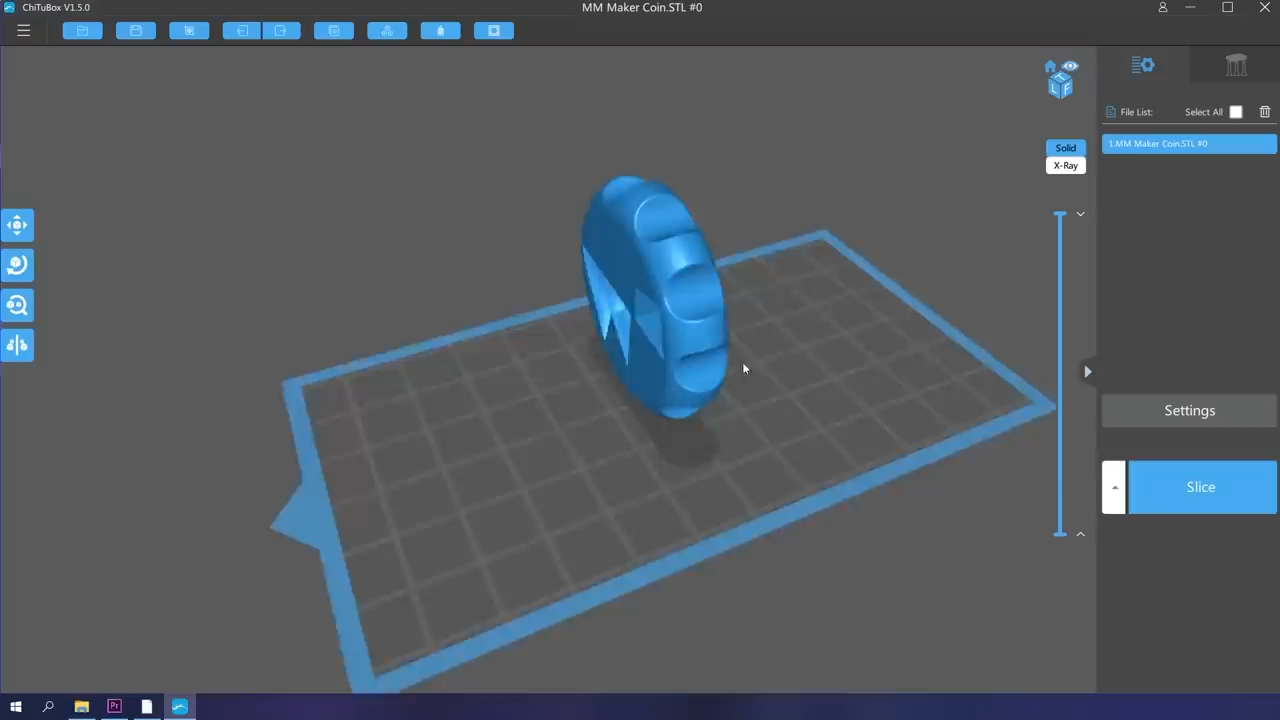 ChiTuBox V1.5.0
MM Maker Coin.STL #0
T
L F
File List:
Select All
Solid
1.MM Maker Coin.STL #0
X-Ray
Settings
Slice
Pr